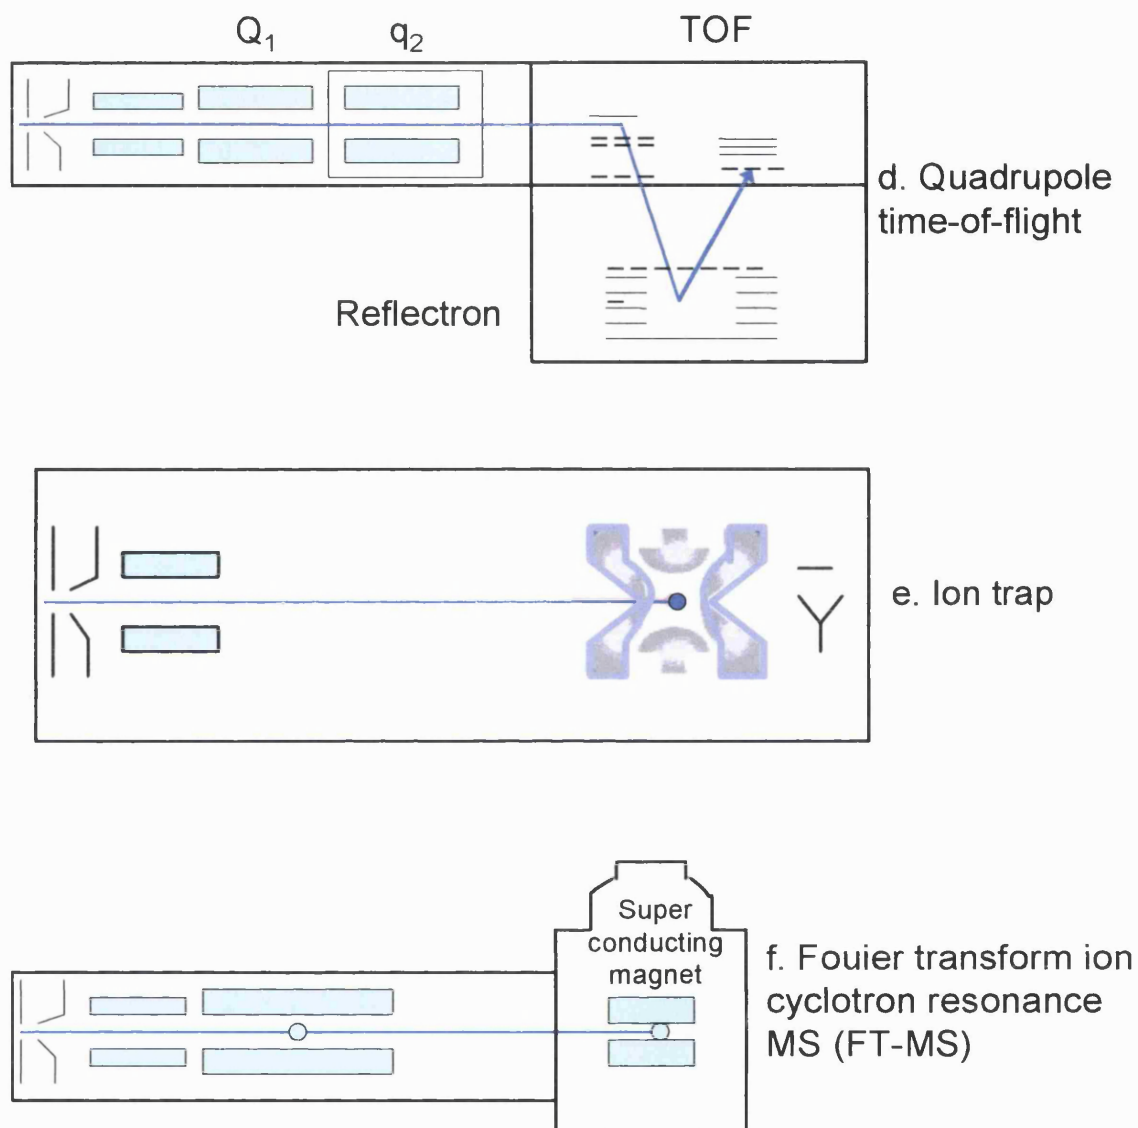 Q₁ q₂ TOF
d. Quadrupole
time-of-flight
Reflectron
e. Ion trap
Super
conducting
magnet
f. Fouier transform ion
cyclotron resonance
MS (FT-MS)